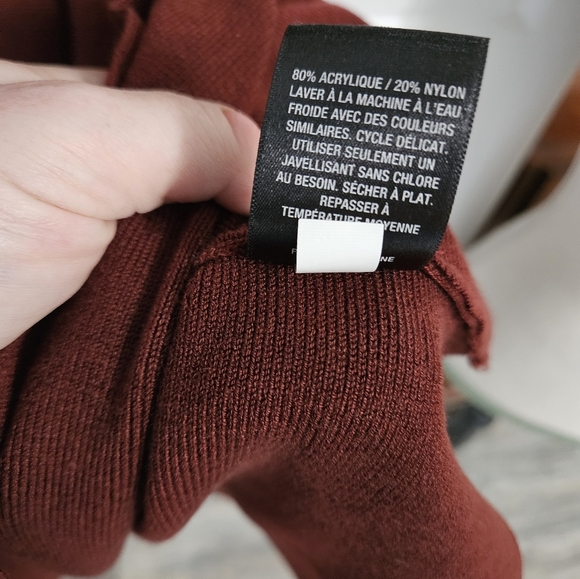 80% ACRYLIQUE / 20% NYLON
LAVER À LA MACHINE À L'EAU
FROIDE AVEC DES COULEURS
SIMILAIRES. CYCLE DÉLICAT.
UTILISER SEULEMENT UN
JAVELLISANT SANS CHLORE
AU BESOIN. SÉCHER À PLAT.
REPASSER À
TEMPÉRATURE MOYENNE